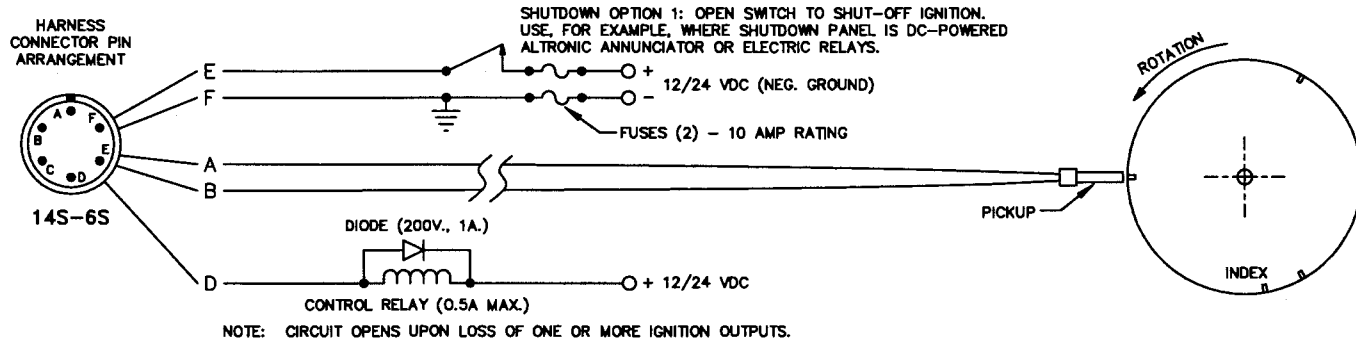 HARNESS
CONNECTOR PIN
ARRANGEMENT
SHUTDOWN OPTION 1: OPEN SWITCH TO SHUT-OFF IGNITION.
USE, FOR EXAMPLE, WHERE SHUTDOWN PANEL IS DC-POWERED
ALTRONIC ANNUNCIATOR OR ELECTRIC RELAYS.
ROTATION
E
+
12/24 VDC (NEG. GROUND)
F
−
FUSES (2) - 10 AMP RATING
A
F
B
E
C
D
A
B
14S-6S
PICKUP
DIODE (200V., 1A.)
INDEX
D
+ 12/24 VDC
CONTROL RELAY (0.5A MAX.)
NOTE: CIRCUIT OPENS UPON LOSS OF ONE OR MORE IGNITION OUTPUTS.